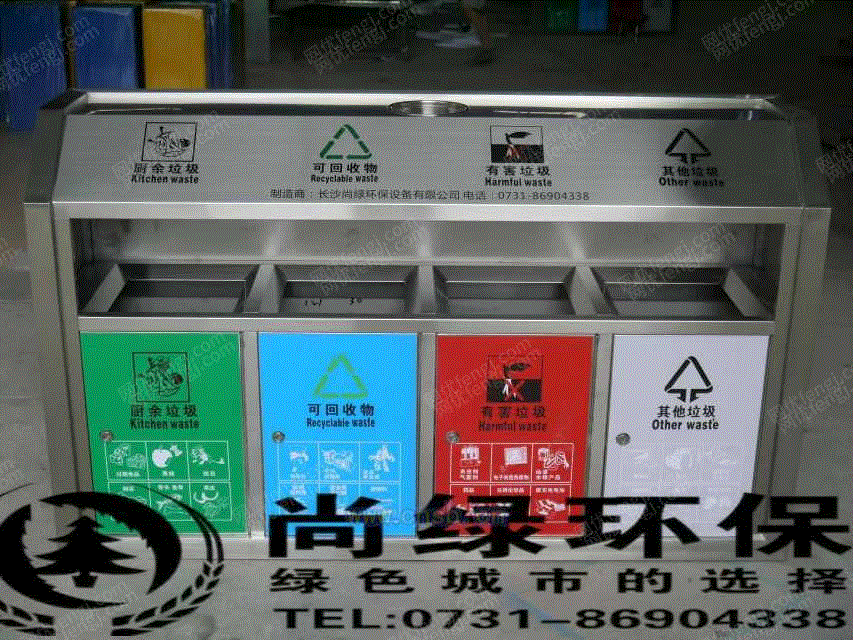 厨余垃圾
Kitchen waste
可回收物
Recyclable waste
有害垃圾
Harmful waste
其他垃圾
Other waste
制造商：长沙尚绿环保设备有限公司 电话：0731-86904338
厨余垃圾
Kitchen waste
可回收物
Recyclable waste
有害垃圾
Harmful waste
其他垃圾
Other waste
尚绿环保
绿色城市的选择
TEL:0731-86904338